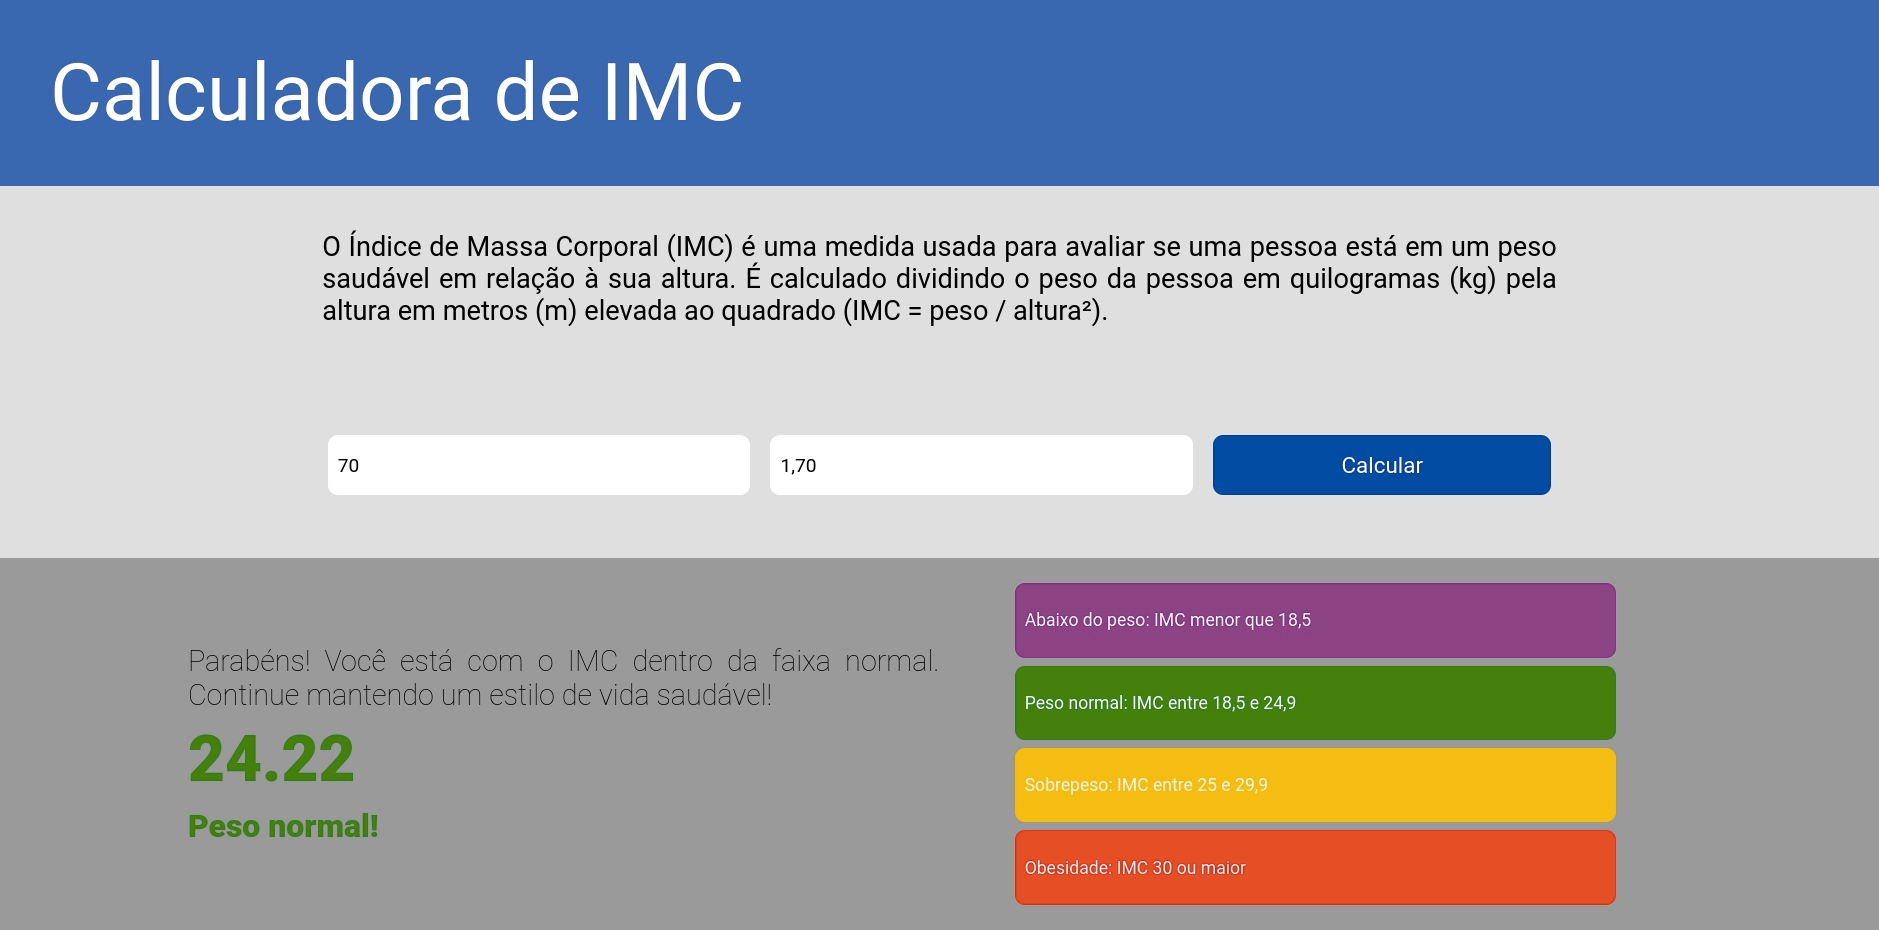 Calculadora de IMC
O Índice de Massa Corporal (IMC) é uma medida usada para avaliar se uma pessoa está em um peso
saudável em relação à sua altura. É calculado dividindo o peso da pessoa em quilogramas (kg) pela
altura em metros (m) elevada ao quadrado (IMC = peso / altura²).
70
1,70
Calcular
Parabéns! Você está com o IMC dentro da faixa normal.
Continue mantendo um estilo de vida saudável!
24.22
Peso normal!
Abaixo do peso: IMC menor que 18,5
Peso normal: IMC entre 18,5 e 24,9
Sobrepeso: IMC entre 25 e 29,9
Obesidade: IMC 30 ou maior